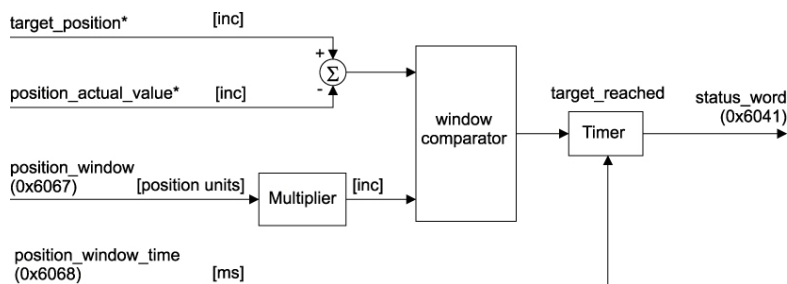 target_position* [inc]
+
Σ
-
position_actual_value* [inc]
window
comparator
target_reached
Timer
status_word
(0x6041)
position_window
(0x6067) [position units]
Multiplier
[inc]
position_window_time
(0x6068) [ms]